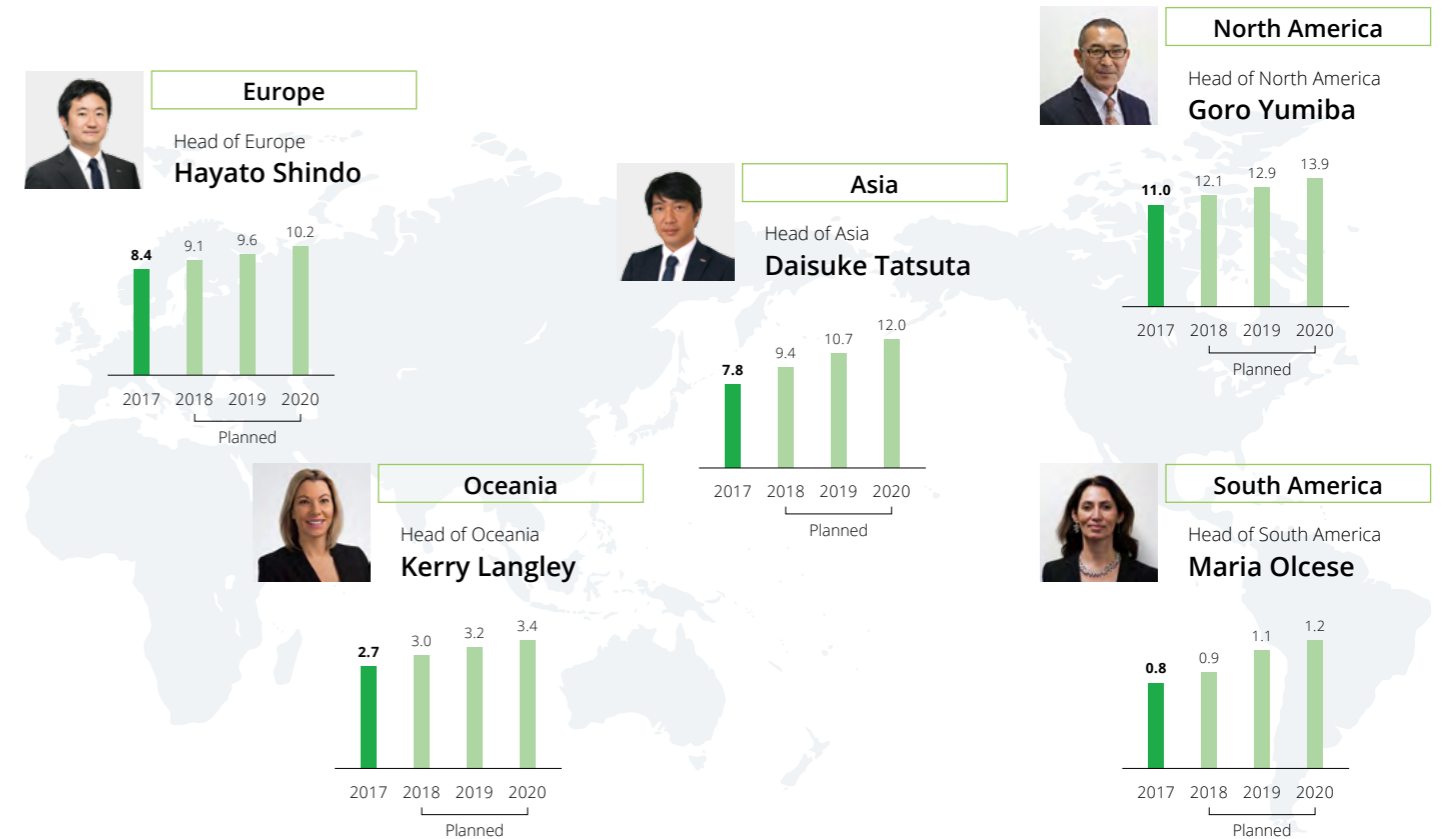 Europe
Head of Europe
Hayato Shindo
8.4 9.1 9.6 10.2
2017 2018 2019 2020
Planned
Asia
Head of Asia
Daisuke Tatsuta
7.8 9.4 10.7 12.0
2017 2018 2019 2020
Planned
North America
Head of North America
Goro Yumiba
11.0 12.1 12.9 13.9
2017 2018 2019 2020
Planned
Oceania
Head of Oceania
Kerry Langley
2.7 3.0 3.2 3.4
2017 2018 2019 2020
Planned
South America
Head of South America
Maria Olcese
0.8 0.9 1.1 1.2
2017 2018 2019 2020
Planned